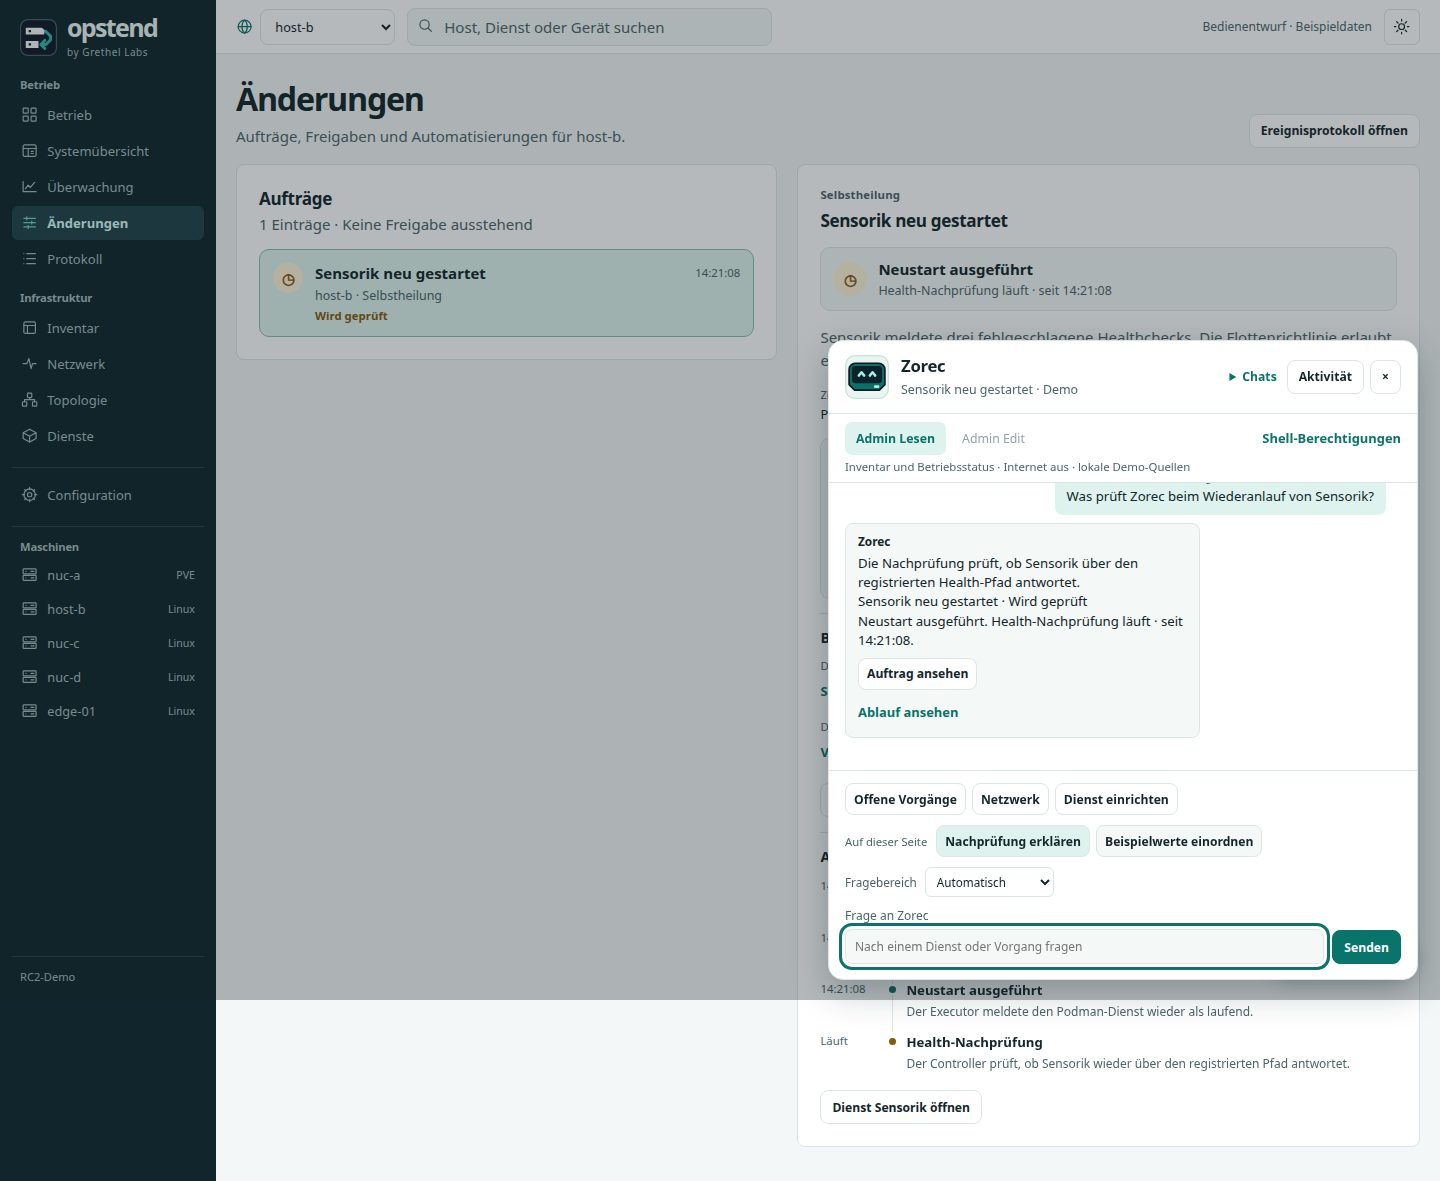 opstend
by Grethel Labs
Betrieb
Betrieb
Systemübersicht
Überwachung
Änderungen
Protokoll
Infrastruktur
Inventar
Netzwerk
Topologie
Dienste
Configuration
Maschinen
nuc-a PVE
host-b Linux
nuc-c Linux
nuc-d Linux
edge-01 Linux
RC2-Demo
host-b
Host, Dienst oder Gerät suchen
Bedienentwurf · Beispieldaten
Änderungen
Aufträge, Freigaben und Automatisierungen für host-b.
Ereignisprotokoll öffnen
Aufträge
1 Einträge · Keine Freigabe ausstehend
Sensorik neu gestartet 14:21:08
host-b · Selbstheilung
Wird geprüft
Selbstheilung
Sensorik neu gestartet
Neustart ausgeführt
Health-Nachprüfung läuft · seit 14:21:08
Sensorik meldete drei fehlgeschlagene Healthchecks. Die Flottenrichtlinie erlaubt
Zorec
Sensorik neu gestartet · Demo
Chats
Aktivität
×
Admin Lesen
Admin Edit
Shell-Berechtigungen
Inventar und Betriebsstatus · Internet aus · lokale Demo-Quellen
Was prüft Zorec beim Wiederanlauf von Sensorik?
Zorec
Die Nachprüfung prüft, ob Sensorik über den
registrierten Health-Pfad antwortet.
Sensorik neu gestartet · Wird geprüft
Neustart ausgeführt. Health-Nachprüfung läuft · seit
14:21:08.
Auftrag ansehen
Ablauf ansehen
Offene Vorgänge
Netzwerk
Dienst einrichten
Auf dieser Seite
Nachprüfung erklären
Beispielwerte einordnen
Fragebereich
Automatisch
Frage an Zorec
Nach einem Dienst oder Vorgang fragen
Senden
14:21:08 Neustart ausgeführt
Der Executor meldete den Podman-Dienst wieder als laufend.
Läuft Health-Nachprüfung
Der Controller prüft, ob Sensorik wieder über den registrierten Pfad antwortet.
Dienst Sensorik öffnen